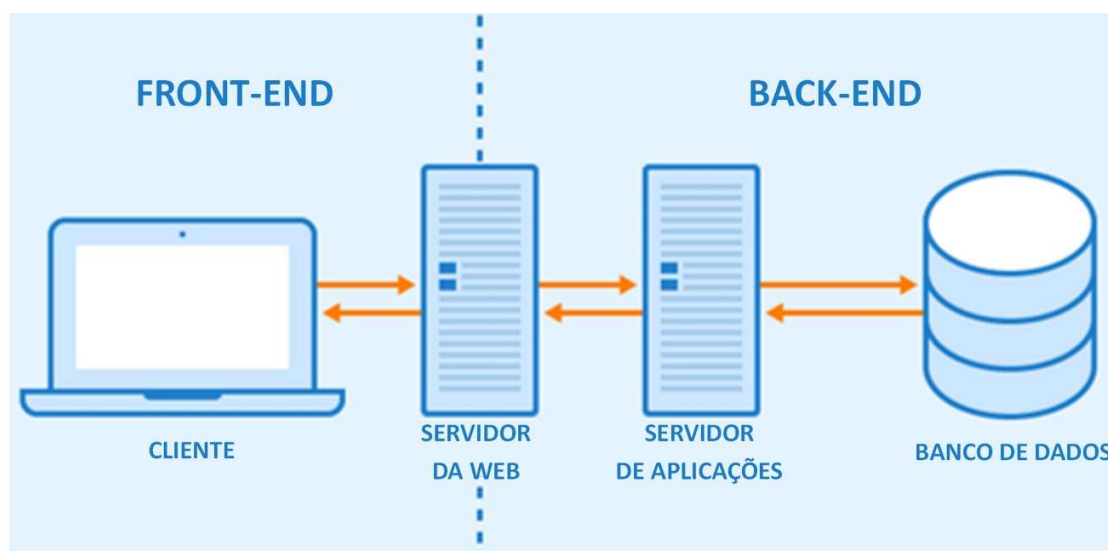 FRONT-END
BACK-END
CLIENTE
SERVIDOR
DA WEB
SERVIDOR
DE APLICAÇÕES
BANCO DE DADOS